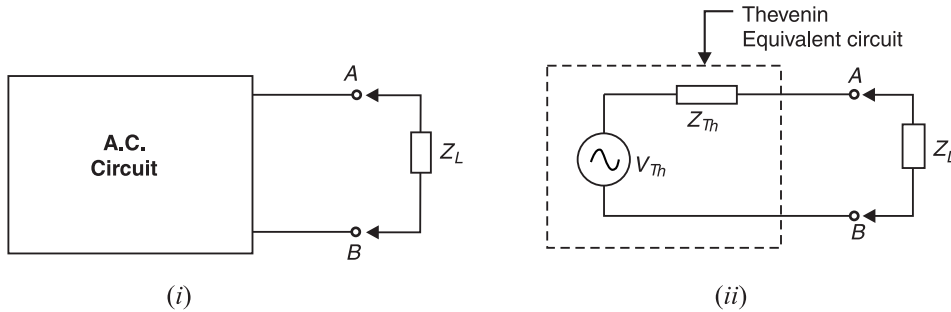 A
A.C.
Circuit
Z_L
B
(i)
Thevenin
Equivalent circuit
A
Z_Th
V_Th
Z_L
B
(ii)